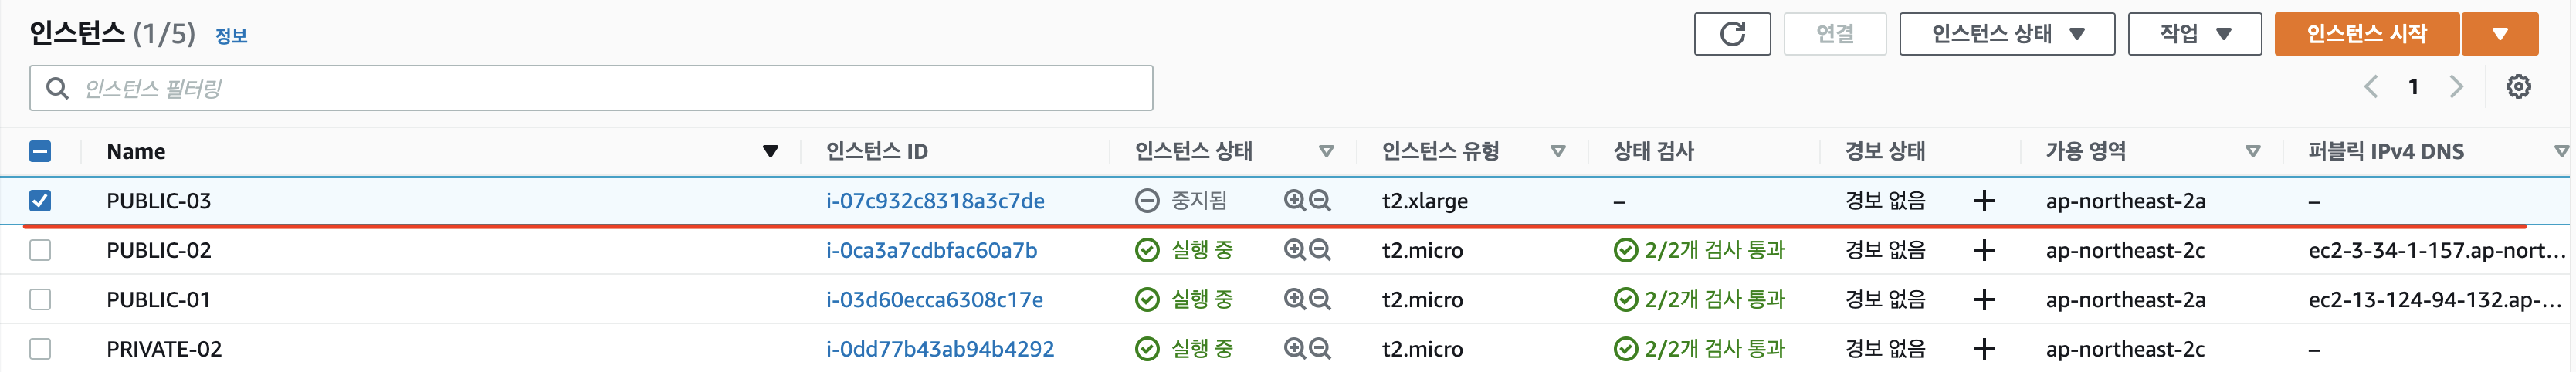 인스턴스 (1/5) 정보 연결 인스턴스 상태 작업 인스턴스 시작
인스턴스 필터링 1
Name 인스턴스 ID 인스턴스 상태 인스턴스 유형 상태 검사 경보 상태 가용 영역 퍼블릭 IPv4 DNS
PUBLIC-03 i-07c932c8318a3c7de 중지됨 t2.xlarge – 경보 없음 + ap-northeast-2a –
PUBLIC-02 i-0ca3a7cdbfac60a7b 실행 중 t2.micro 2/2개 검사 통과 경보 없음 + ap-northeast-2c ec2-3-34-1-157.ap-nort...
PUBLIC-01 i-03d60ecca6308c17e 실행 중 t2.micro 2/2개 검사 통과 경보 없음 + ap-northeast-2a ec2-13-124-94-132.ap-...
PRIVATE-02 i-0dd77b43ab94b4292 실행 중 t2.micro 2/2개 검사 통과 경보 없음 + ap-northeast-2c –